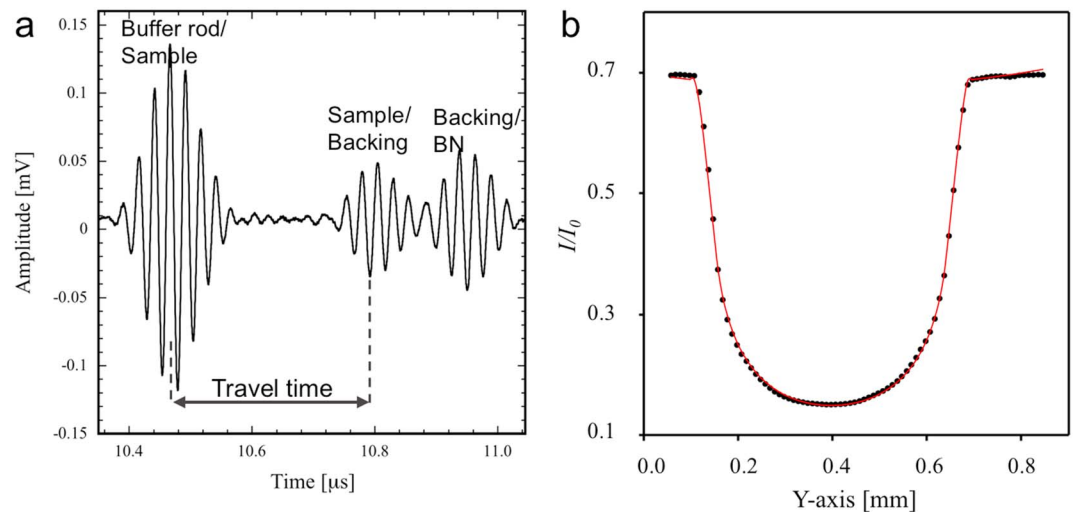 a
Buffer rod/
Sample
Sample/
Backing
Backing/
BN
Travel time
0.15
0.1
0.05
0
-0.05
-0.1
-0.15
Amplitude [mV]
10.4
10.6
10.8
11.0
Time [μs]
b
0.7
0.5
0.3
0.1
I/I0
0.0
0.2
0.4
0.6
0.8
Y-axis [mm]